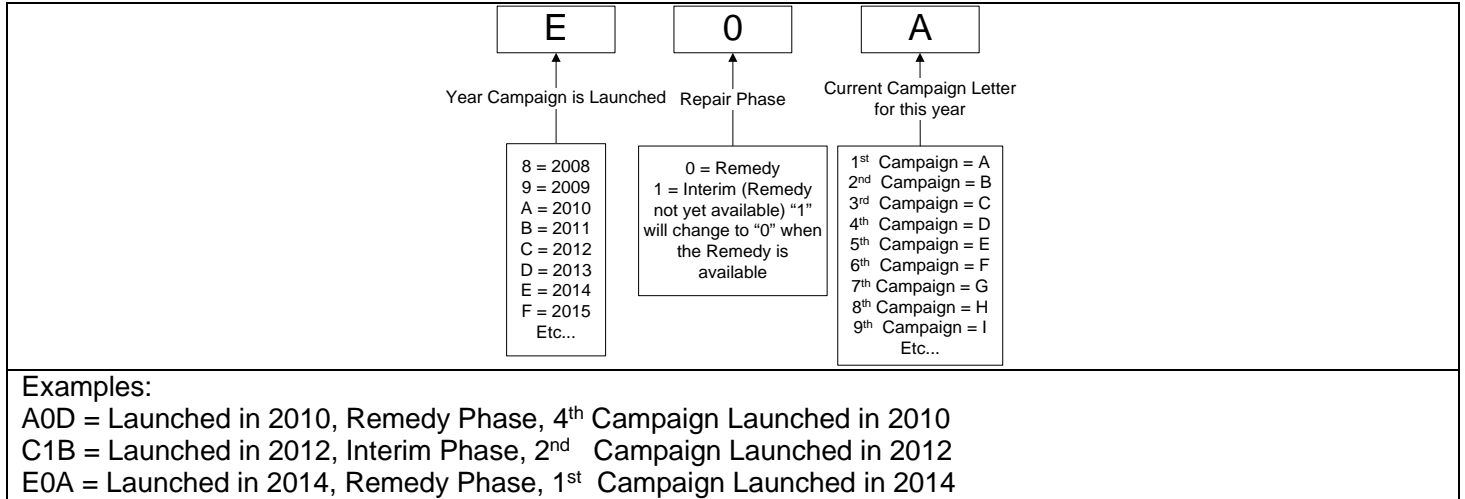 E 0 A
Year Campaign is Launched
Repair Phase
Current Campaign Letter
for this year
8 = 2008
9 = 2009
A = 2010
B = 2011
C = 2012
D = 2013
E = 2014
F = 2015
Etc...
0 = Remedy
1 = Interim (Remedy
not yet available) “1”
will change to “0” when
the Remedy is
available
1st Campaign = A
2nd Campaign = B
3rd Campaign = C
4th Campaign = D
5th Campaign = E
6th Campaign = F
7th Campaign = G
8th Campaign = H
9th Campaign = I
Etc...
Examples:
A0D = Launched in 2010, Remedy Phase, 4th Campaign Launched in 2010
C1B = Launched in 2012, Interim Phase, 2nd Campaign Launched in 2012
E0A = Launched in 2014, Remedy Phase, 1st Campaign Launched in 2014